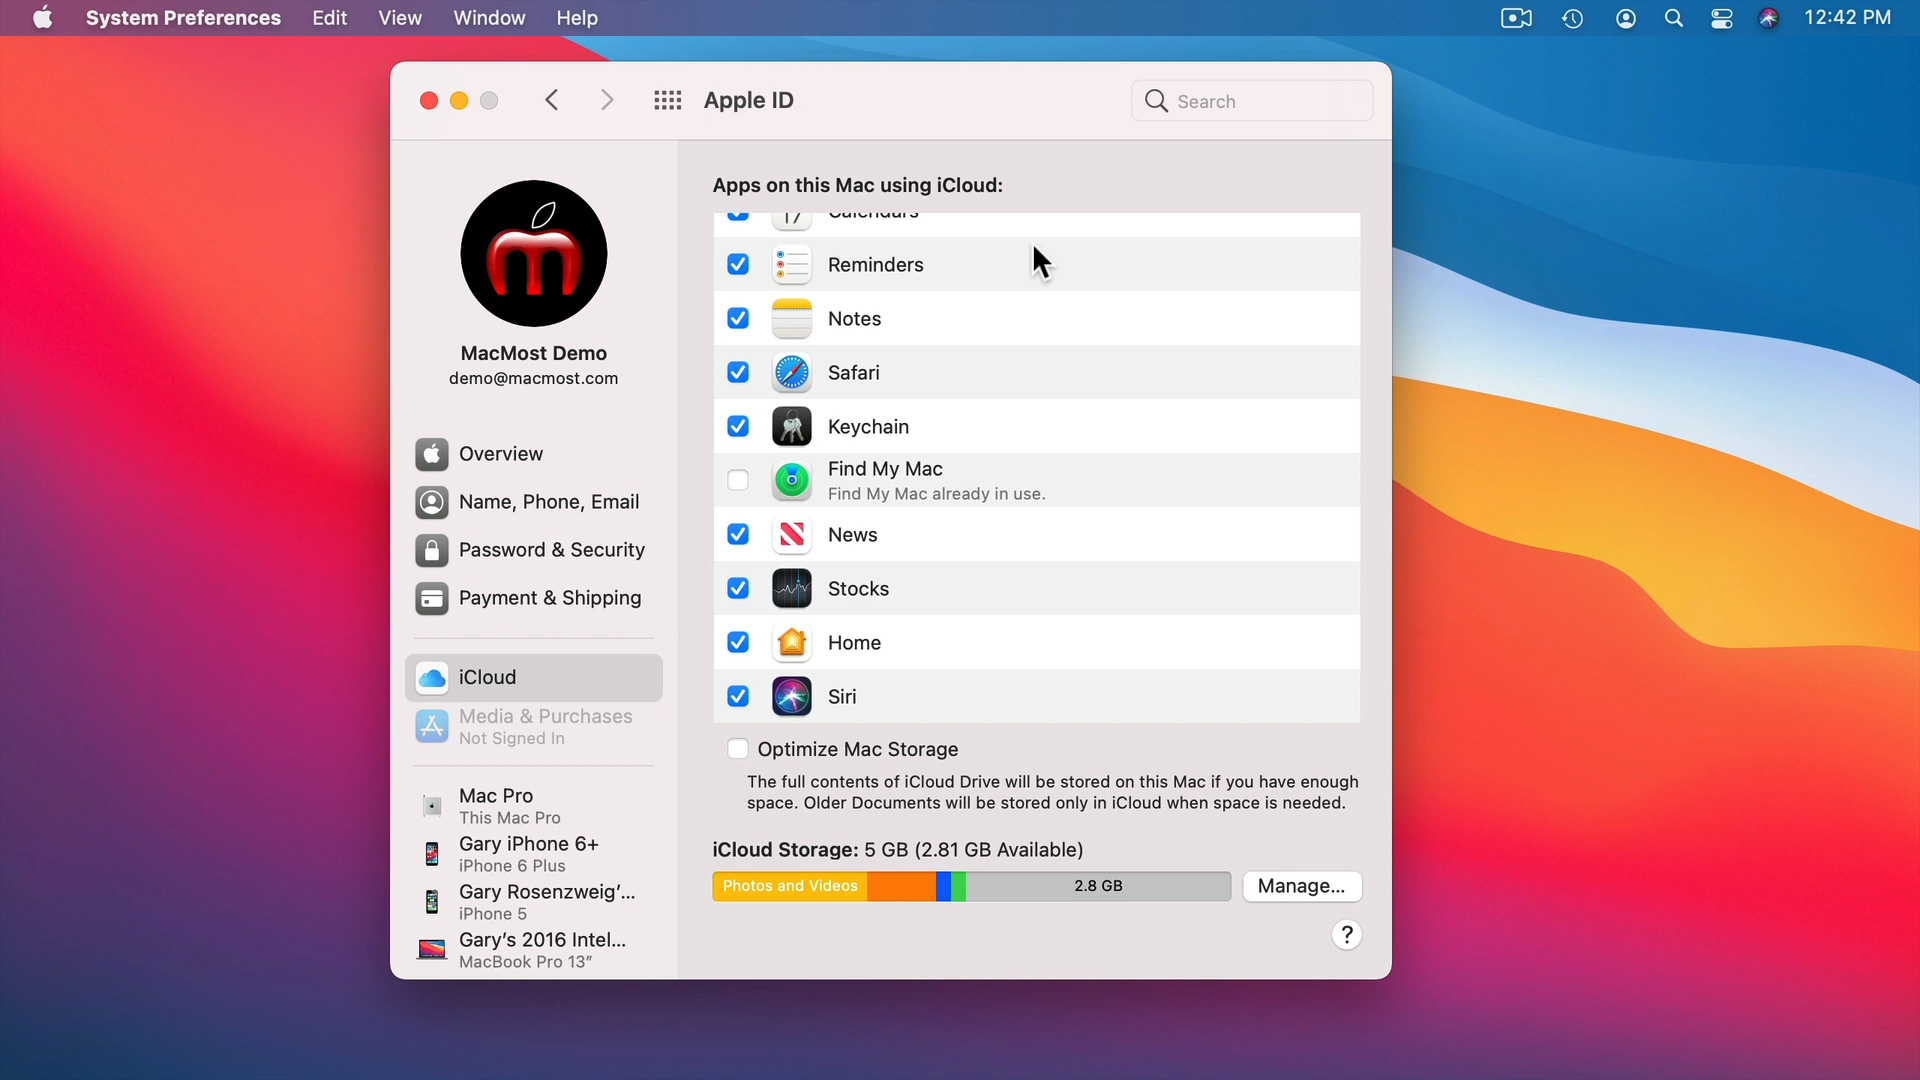 System Preferences Edit View Window Help 12:42 PM
Apple ID
Search
MacMost Demo
demo@macmost.com
Overview
Name, Phone, Email
Password & Security
Payment & Shipping
iCloud
Media & Purchases
Not Signed In
Mac Pro
This Mac Pro
Gary iPhone 6+
iPhone 6 Plus
Gary Rosenzweig’...
iPhone 5
Gary’s 2016 Intel...
MacBook Pro 13”
Apps on this Mac using iCloud:
17 Calendars
Reminders
Notes
Safari
Keychain
Find My Mac
Find My Mac already in use.
News
Stocks
Home
Siri
Optimize Mac Storage
The full contents of iCloud Drive will be stored on this Mac if you have enough
space. Older Documents will be stored only in iCloud when space is needed.
iCloud Storage: 5 GB (2.81 GB Available)
Photos and Videos 2.8 GB
Manage...
?